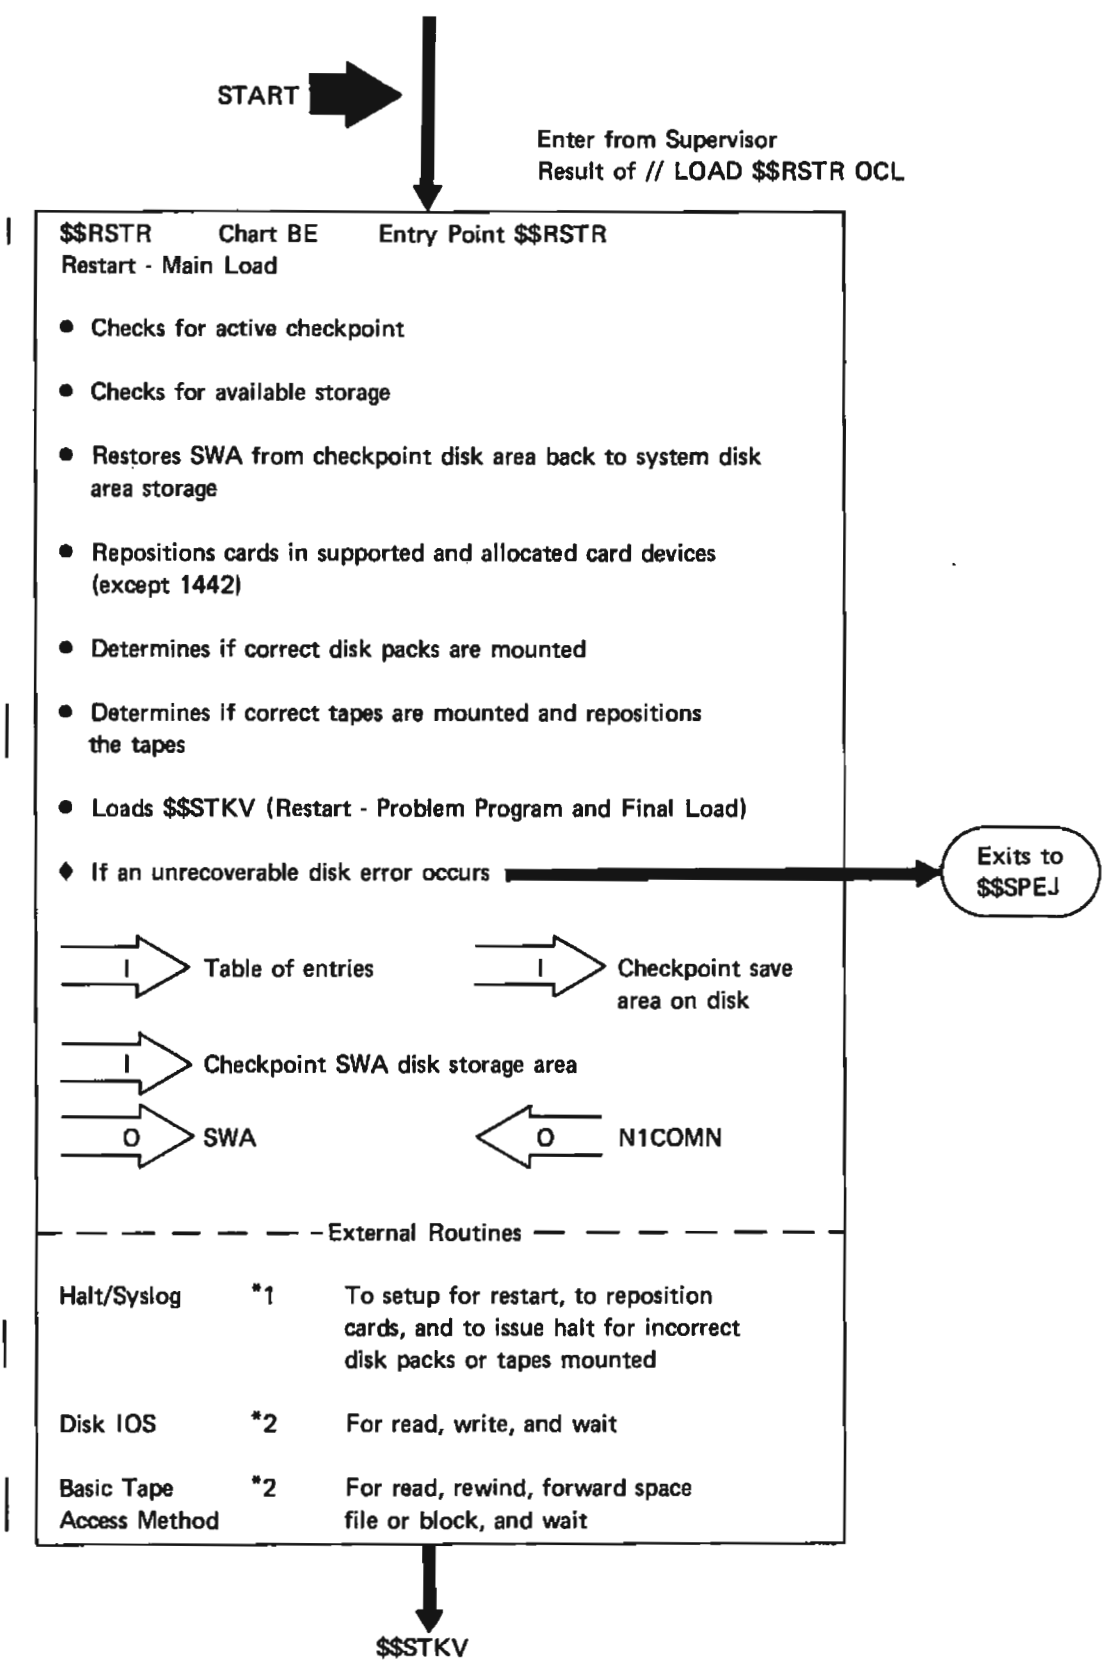 START
Enter from Supervisor
Result of // LOAD $$RSTR OCL
$$RSTR Chart BE Entry Point $$RSTR
Restart - Main Load
● Checks for active checkpoint
● Checks for available storage
● Restores SWA from checkpoint disk area back to system disk
area storage
● Repositions cards in supported and allocated card devices
(except 1442)
● Determines if correct disk packs are mounted
● Determines if correct tapes are mounted and repositions
the tapes
● Loads $$STKV (Restart - Problem Program and Final Load)
♦ If an unrecoverable disk error occurs
Exits to
$$SPEJ
I Table of entries
I Checkpoint save
area on disk
I Checkpoint SWA disk storage area
O SWA
O N1COMN
External Routines
Halt/Syslog *1 To setup for restart, to reposition
cards, and to issue halt for incorrect
disk packs or tapes mounted
Disk IOS *2 For read, write, and wait
Basic Tape *2 For read, rewind, forward space
Access Method file or block, and wait
$$STKV